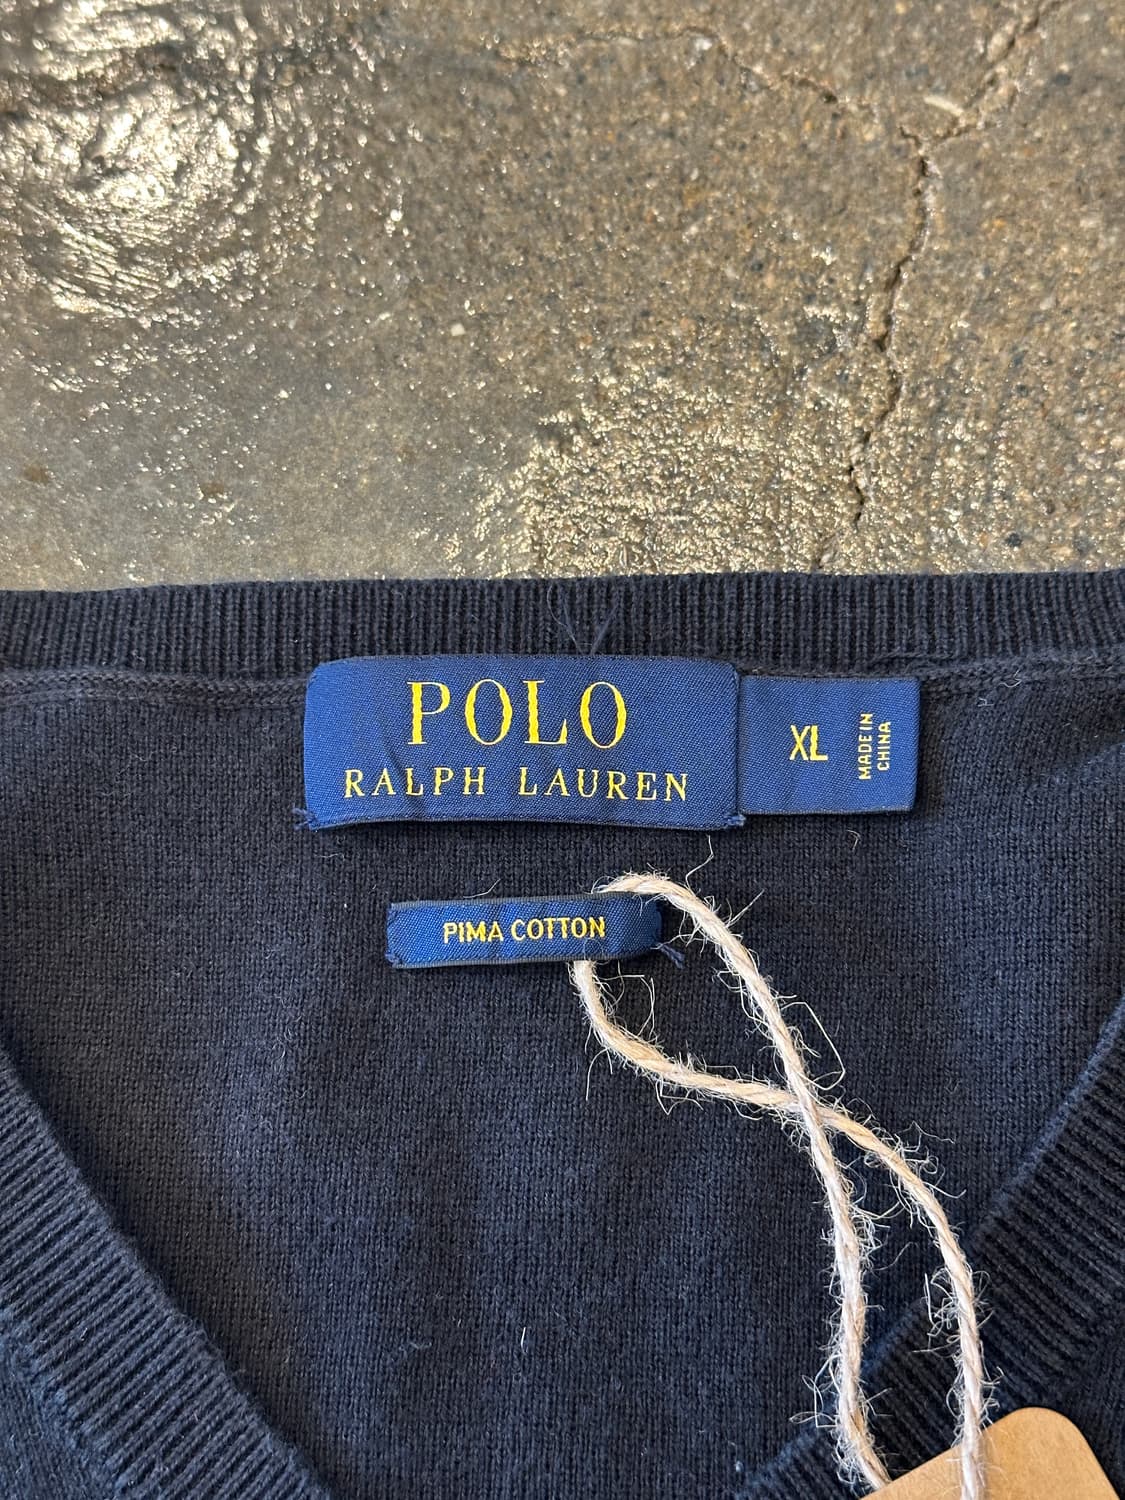 POLO
RALPH LAUREN
XL
MADE IN
CHINA
PIMA COTTON